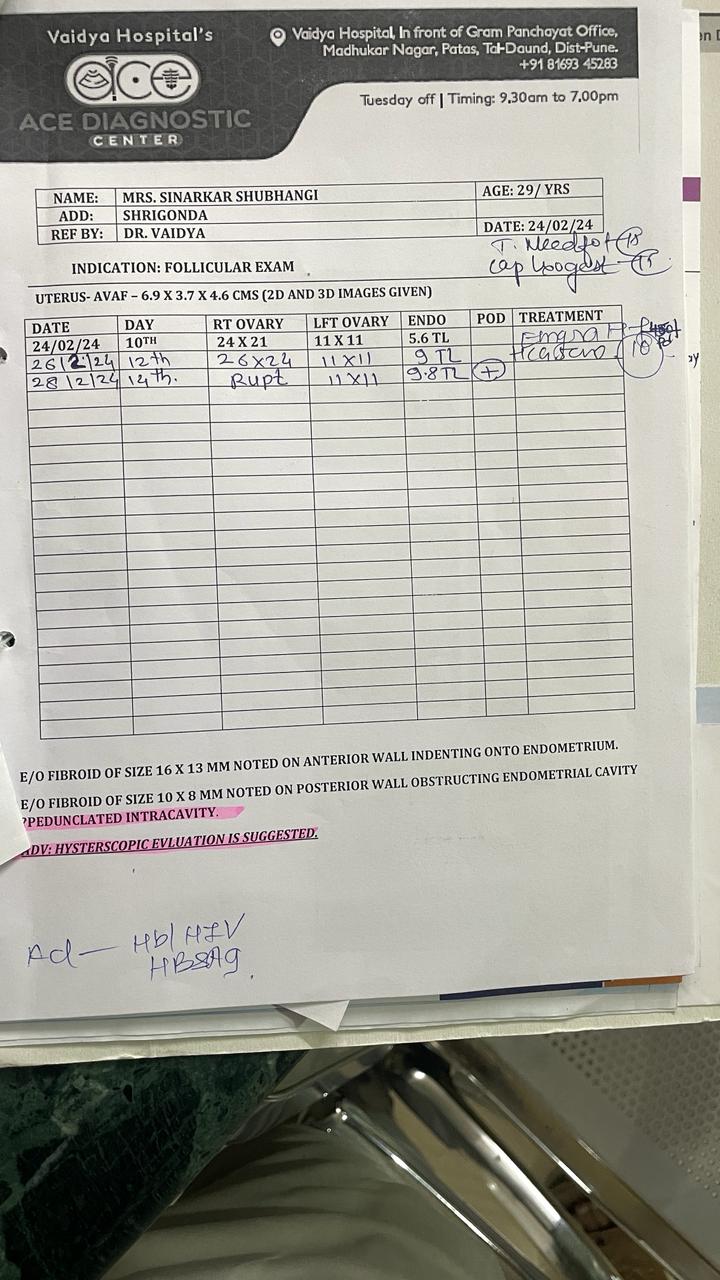 Vaidya Hospital's
ace
ACE DIAGNOSTIC
CENTER
Vaidya Hospital, In front of Gram Panchayat Office,
Madhukar Nagar, Patas, Tal-Daund, Dist-Pune.
+91 81693 45283
Tuesday off | Timing: 9.30am to 7.00pm
NAME: MRS. SINARKAR SHUBHANGI AGE: 29/ YRS
ADD: SHRIGONDA
REF BY: DR. VAIDYA DATE: 24/02/24
T.
Cap
INDICATION: FOLLICULAR EXAM
UTERUS- AVAF – 6.9 X 3.7 X 4.6 CMS (2D AND 3D IMAGES GIVEN)
DATE DAY RT OVARY LFT OVARY ENDO POD TREATMENT
24/02/24 10TH 24 X 21 11 X 11 5.6 TL
26/2/24 12th 26X24 11X11 9 TL
28/2/24 14th. Rupt 11X11 9.8 TL +
E/O FIBROID OF SIZE 16 X 13 MM NOTED ON ANTERIOR WALL INDENTING ONTO ENDOMETRIUM.
E/O FIBROID OF SIZE 10 X 8 MM NOTED ON POSTERIOR WALL OBSTRUCTING ENDOMETRIAL CAVITY
?PEDUNCLATED INTRACAVITY.
ADV: HYSTERSCOPIC EVLUATION IS SUGGESTED.
Ad — Hb/ HIV
HBSAg.